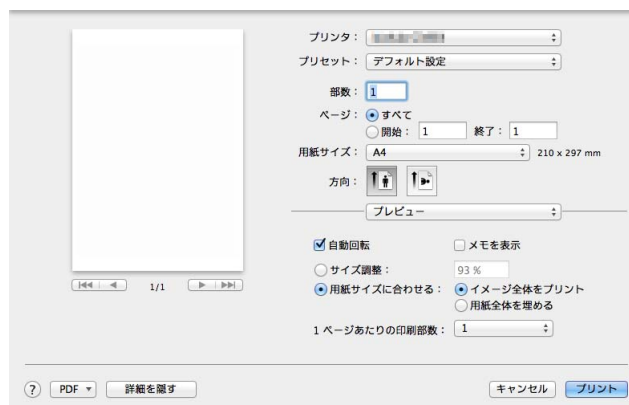 プリンタ：
プリセット： デフォルト設定
部数： 1
ページ： すべて
開始： 1 終了： 1
用紙サイズ： A4 210 x 297 mm
方向：
プレビュー
自動回転 メモを表示
サイズ調整： 93 %
用紙サイズに合わせる： イメージ全体をプリント
用紙全体を埋める
1/1
1 ページあたりの印刷部数： 1
? PDF 詳細を隠す キャンセル プリント